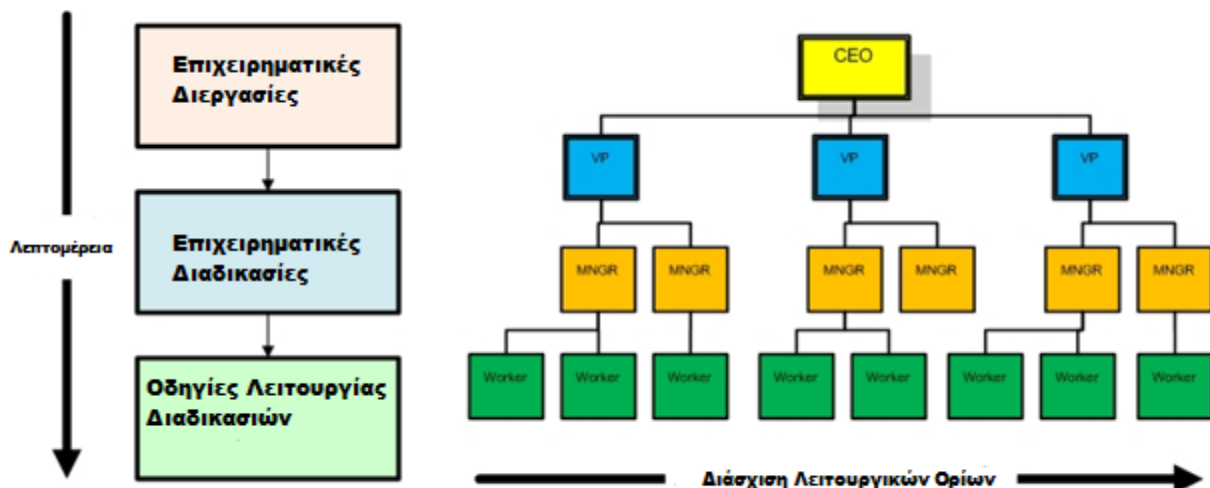 Επιχειρηματικές
Διεργασίες
Λεπτομέρεια
Επιχειρηματικές
Διαδικασίες
Οδηγίες Λειτουργίας
Διαδικασιών
CEO
VP VP VP
MNGR MNGR MNGR MNGR MNGR MNGR
Worker Worker Worker Worker Worker Worker Worker Worker
Διάσχιση Λειτουργικών Ορίων